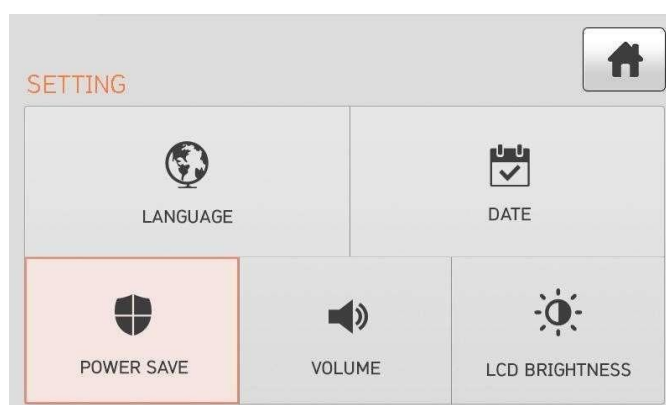 SETTING
LANGUAGE
DATE
POWER SAVE
VOLUME
LCD BRIGHTNESS